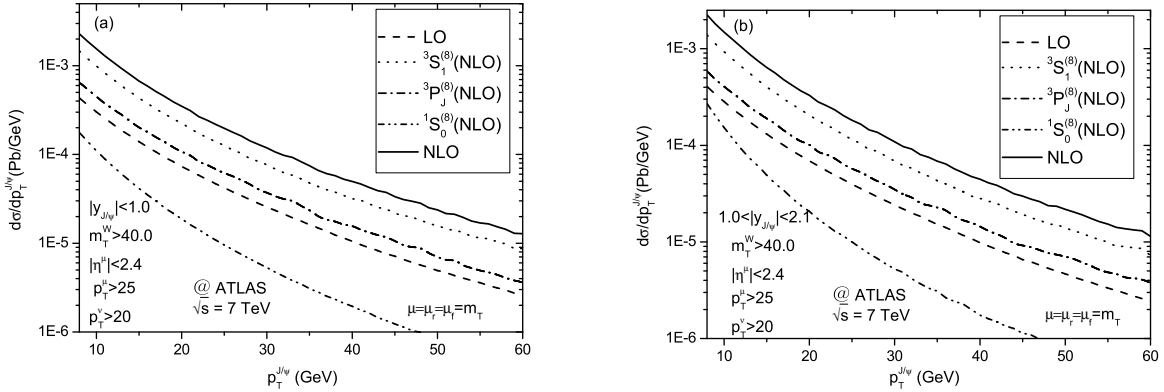 (a)
LO
³S₁⁽⁸⁾(NLO)
³P_J⁽⁸⁾(NLO)
¹S₀⁽⁸⁾(NLO)
NLO
1E-3
1E-4
1E-5
1E-6
dσ/dp_T^{J/ψ}(Pb/GeV)
|y_{J/ψ}|<1.0
m_T^W>40.0
|η^μ|<2.4
p_T^μ>25
p_T^ν>20
@ ATLAS
√s = 7 TeV
μ=μ_r=μ_f=m_T
10 20 30 40 50 60
p_T^{J/ψ} (GeV)
(b)
LO
³S₁⁽⁸⁾(NLO)
³P_J⁽⁸⁾(NLO)
¹S₀⁽⁸⁾(NLO)
NLO
1E-3
1E-4
1E-5
1E-6
dσ/dp_T^{J/ψ}(Pb/GeV)
1.0<|y_{J/ψ}|<2.1
m_T^W>40.0
|η^μ|<2.4
p_T^μ>25
p_T^ν>20
@ ATLAS
√s = 7 TeV
μ=μ_r=μ_f=m_T
10 20 30 40 50 60
p_T^{J/ψ} (GeV)